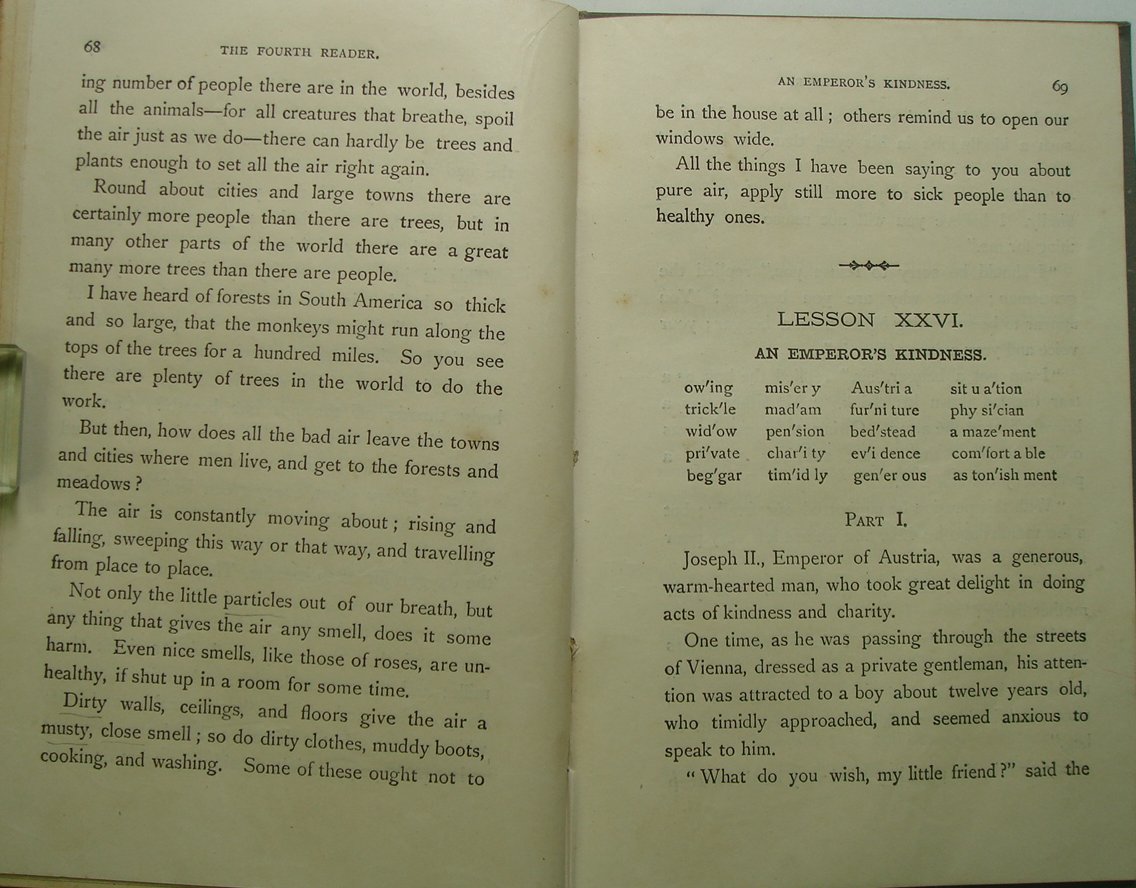 68
THE FOURTH READER.
ing number of people there are in the world, besides
all the animals—for all creatures that breathe, spoil
the air just as we do—there can hardly be trees and
plants enough to set all the air right again.
Round about cities and large towns there are
certainly more people than there are trees, but in
many other parts of the world there are a great
many more trees than there are people.
I have heard of forests in South America so thick
and so large, that the monkeys might run along the
tops of the trees for a hundred miles. So you see
there are plenty of trees in the world to do the
work.
But then, how does all the bad air leave the towns
and cities where men live, and get to the forests and
meadows?
The air is constantly moving about; rising and
falling, sweeping this way or that way, and travelling
from place to place.
Not only the little particles out of our breath, but
any thing that gives the air any smell, does it some
harm. Even nice smells, like those of roses, are un-
healthy, if shut up in a room for some time.
Dirty walls, ceilings, and floors give the air a
musty, close smell; so do dirty clothes, muddy boots,
cooking, and washing. Some of these ought not to
AN EMPEROR'S KINDNESS.
69
be in the house at all; others remind us to open our
windows wide.
All the things I have been saying to you about
pure air, apply still more to sick people than to
healthy ones.
LESSON XXVI.
AN EMPEROR'S KINDNESS.
ow'ing mis'er y Aus'tri a sit u a'tion
trick'le mad'am fur'ni ture phy si'cian
wid'ow pen'sion bed'stead a maze'ment
pri'vate char'i ty ev'i dence com'fort a ble
beg'gar tim'id ly gen'er ous as ton'ish ment
PART I.
Joseph II., Emperor of Austria, was a generous,
warm-hearted man, who took great delight in doing
acts of kindness and charity.
One time, as he was passing through the streets
of Vienna, dressed as a private gentleman, his atten-
tion was attracted to a boy about twelve years old,
who timidly approached, and seemed anxious to
speak to him.
"What do you wish, my little friend?" said the